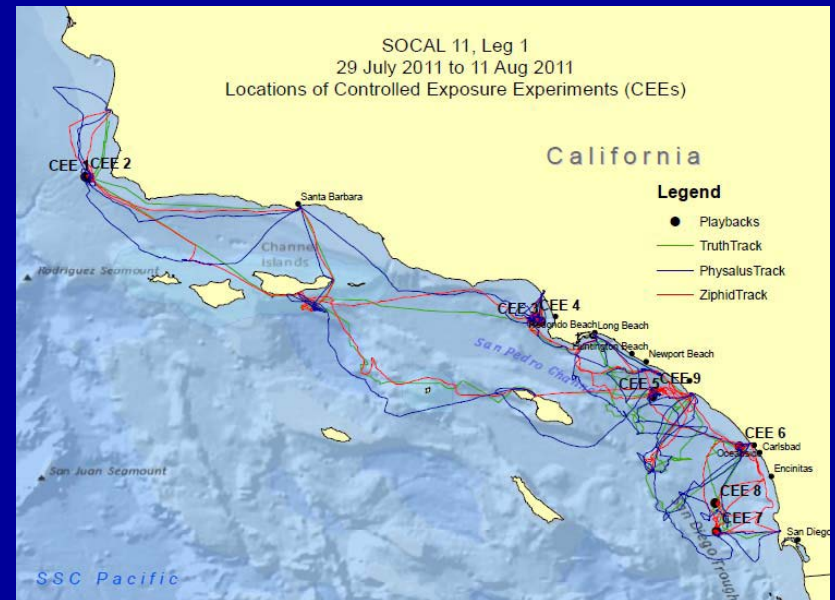 SOCAL 11, Leg 1
29 July 2011 to 11 Aug 2011
Locations of Controlled Exposure Experiments (CEEs)
California
Legend
Playbacks
TruthTrack
PhysalusTrack
ZiphidTrack
CEE 1
CEE 2
Santa Barbara
Channel
Islands
Rodriguez Seamount
CEE 3
CEE 4
Redondo Beach
Long Beach
Huntington Beach
Newport Beach
San Pedro Channel
CEE 5
CEE 9
CEE 6
Oceanside
Carlsbad
Encinitas
San Juan Seamount
CEE 8
CEE 7
San Diego
San Diego Trough
SSC Pacific